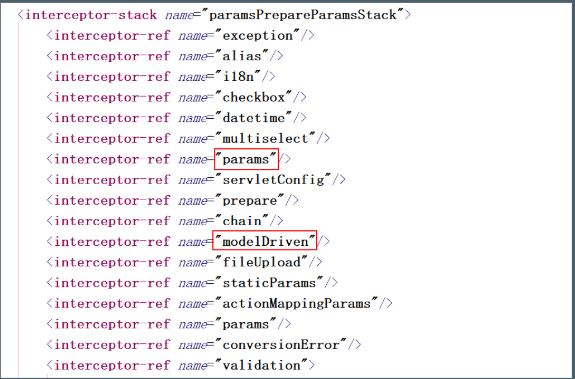 <interceptor-stack name="paramsPrepareParamsStack">
<interceptor-ref name="exception"/>
<interceptor-ref name="alias"/>
<interceptor-ref name="i18n"/>
<interceptor-ref name="checkbox"/>
<interceptor-ref name="datetime"/>
<interceptor-ref name="multiselect"/>
<interceptor-ref name="params"/>
<interceptor-ref name="servletConfig"/>
<interceptor-ref name="prepare"/>
<interceptor-ref name="chain"/>
<interceptor-ref name="modelDriven"/>
<interceptor-ref name="fileUpload"/>
<interceptor-ref name="staticParams"/>
<interceptor-ref name="actionMappingParams"/>
<interceptor-ref name="params"/>
<interceptor-ref name="conversionError"/>
<interceptor-ref name="validation">